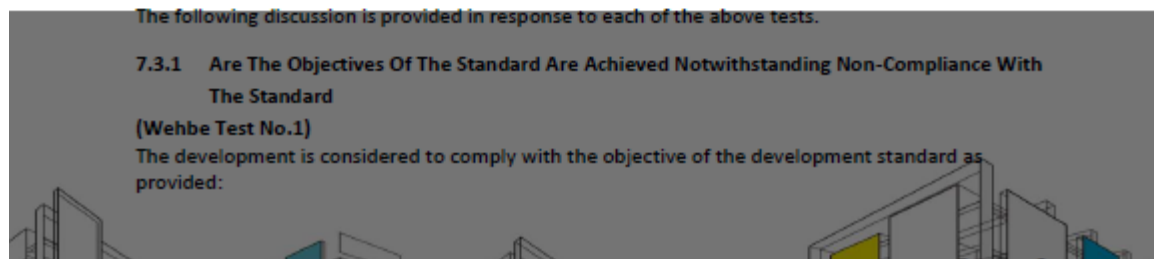 The following discussion is provided in response to each of the above tests.
7.3.1 Are The Objectives Of The Standard Are Achieved Notwithstanding Non-Compliance With
The Standard
(Wehbe Test No.1)
The development is considered to comply with the objective of the development standard as
provided: